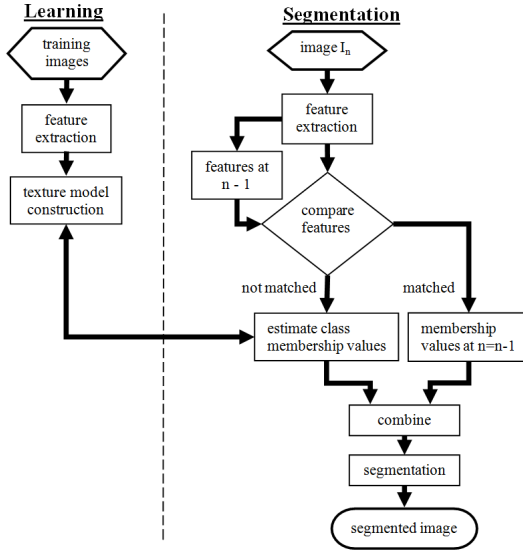 Learning
training
images
feature
extraction
texture model
construction
Segmentation
image Iₙ
feature
extraction
features at
n - 1
compare
features
not matched
matched
estimate class
membership values
membership
values at n=n-1
combine
segmentation
segmented image